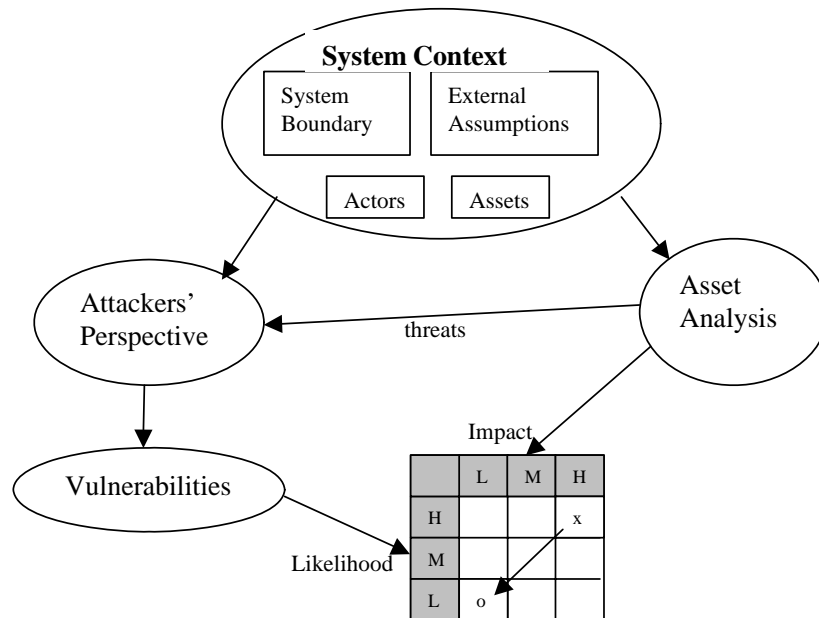 System Context
System
Boundary
External
Assumptions
Actors
Assets
Attackers’
Perspective
Asset
Analysis
threats
Vulnerabilities
Impact
Likelihood
L M H
H x
M
L o